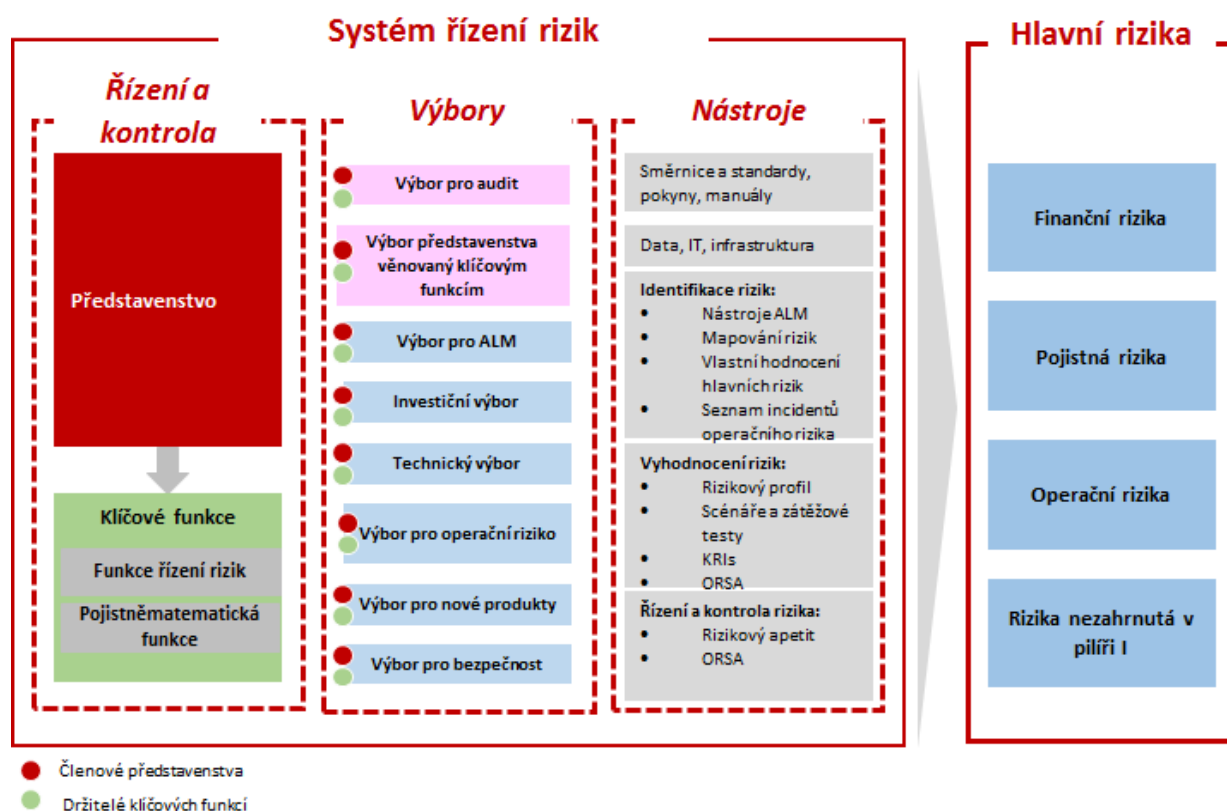 Systém řízení rizik
Hlavní rizika
Řízení a
kontrola
Představenstvo
Klíčové funkce
Funkce řízení rizik
Pojistněmatematická
funkce
Výbory
Výbor pro audit
Výbor představenstva
věnovaný klíčovým
funkcím
Výbor pro ALM
Investiční výbor
Technický výbor
Výbor pro operační riziko
Výbor pro nové produkty
Výbor pro bezpečnost
Nástroje
Směrnice a standardy,
pokyny, manuály
Data, IT, infrastruktura
Identifikace rizik:
• Nástroje ALM
• Mapování rizik
• Vlastní hodnocení
hlavních rizik
• Seznam incidentů
operačního rizika
Vyhodnocení rizik:
• Rizikový profil
• Scénáře a zátěžové
testy
• KRIs
• ORSA
Řízení a kontrola rizika:
• Rizikový apetit
• ORSA
Finanční rizika
Pojistná rizika
Operační rizika
Rizika nezahrnutá v
pilíři I
Členové představenstva
Držitelé klíčových funkcí